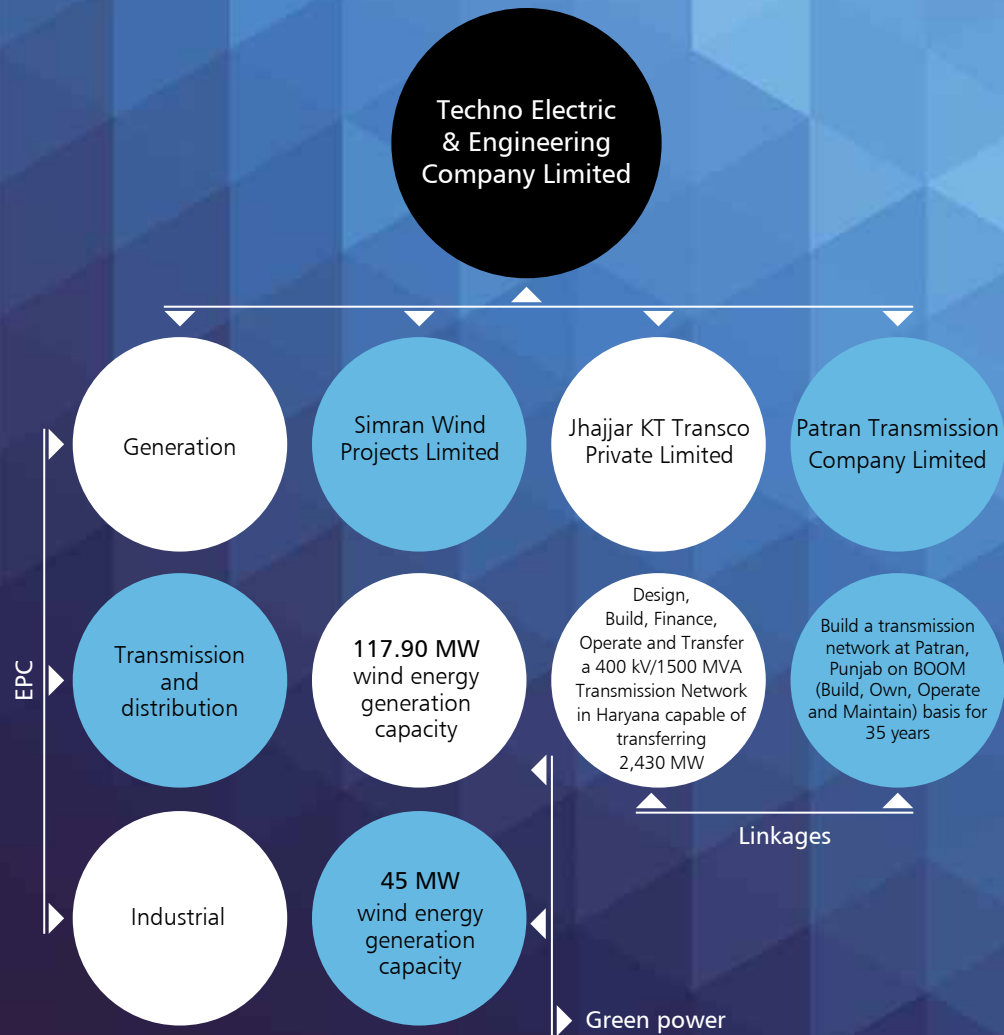 Techno Electric
& Engineering
Company Limited
Generation
Simran Wind
Projects Limited
Jhajjar KT Transco
Private Limited
Patran Transmission
Company Limited
EPC
Transmission
and
distribution
117.90 MW
wind energy
generation
capacity
Design,
Build, Finance,
Operate and Transfer
a 400 kV/1500 MVA
Transmission Network
in Haryana capable of
transferring
2,430 MW
Build a transmission
network at Patran,
Punjab on BOOM
(Build, Own, Operate
and Maintain) basis for
35 years
Linkages
Industrial
45 MW
wind energy
generation
capacity
Green power